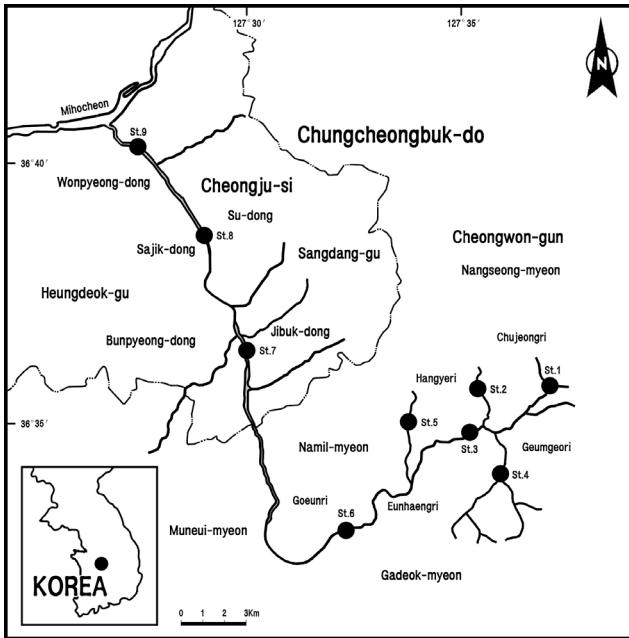 127°30′
127°35′
N
Mihocheon
St.9
Chungcheongbuk-do
36°40′
Wonpyeong-dong
Cheongju-si
Su-dong
St.8
Sajik-dong
Sangdang-gu
Cheongwon-gun
Nangseong-myeon
Heungdeok-gu
Bunpyeong-dong
Jibuk-dong
St.7
Chujeongri
St.1
Hangyeri
St.2
36°35′
St.5
St.3
Geumgeori
Namil-myeon
St.4
Goeunri
Eunhaengri
St.6
Muneui-myeon
Gadeok-myeon
KOREA
0 1 2 3Km